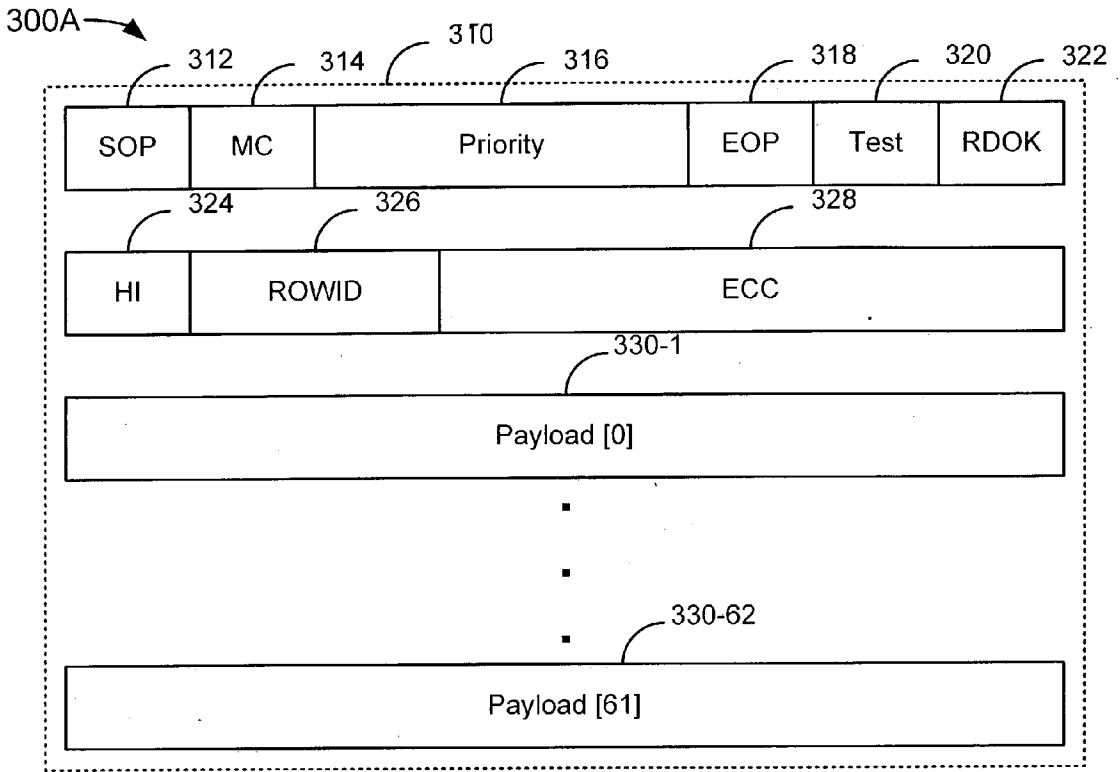 300A
310
312 314 316 318 320 322
SOP MC Priority EOP Test RDOK
324 326 328
HI ROWID ECC
330-1
Payload [0]
330-62
Payload [61]